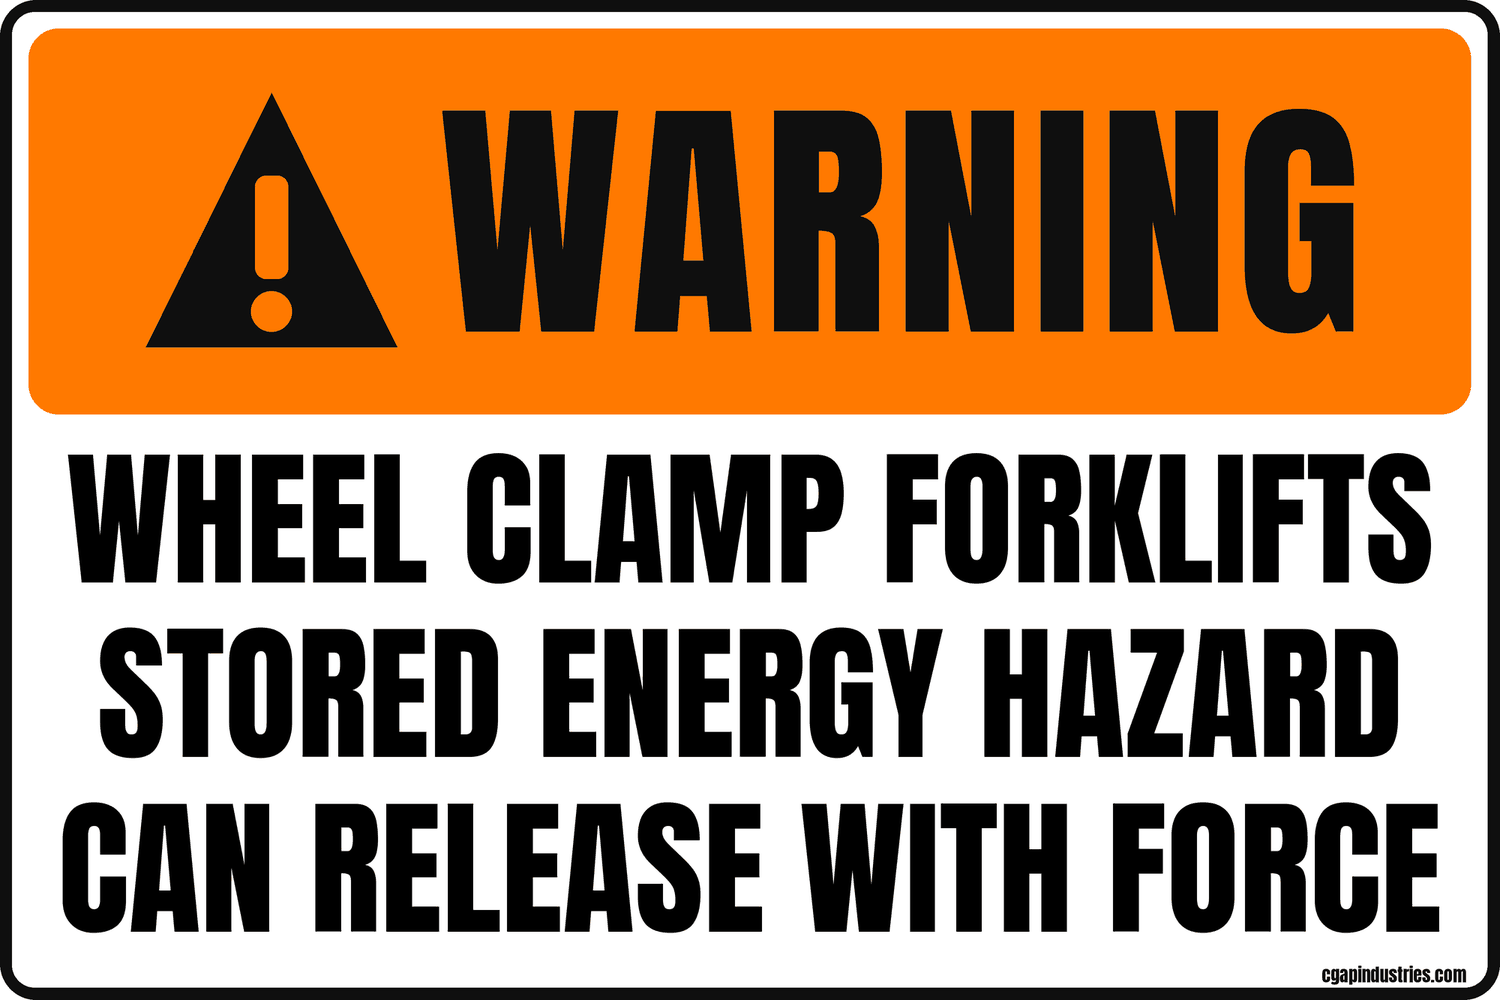 WARNING
WHEEL CLAMP FORKLIFTS
STORED ENERGY HAZARD
CAN RELEASE WITH FORCE
cgapindustries.com